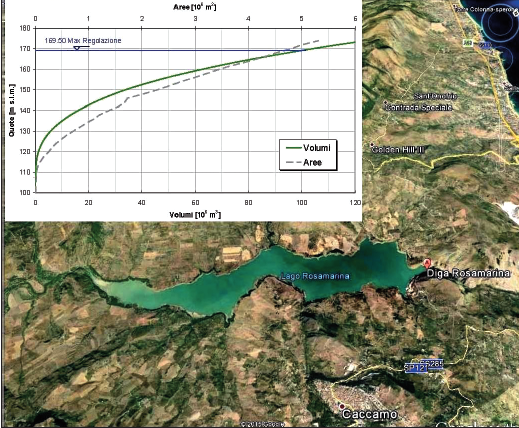 Aree [10⁶ m²]
0 1 2 3 4 5 6
180
170
160
150
140
130
120
110
100
Quote [m s.l.m.]
169,50 Max Regolazione
Volumi
Aree
0 20 40 60 80 100 120
Volumi [10⁶ m³]
Sant'Onofrio
Contrada Speciale
Golden Hill
Lago Rosamarina
Diga Rosamarina
SP285
Caccamo